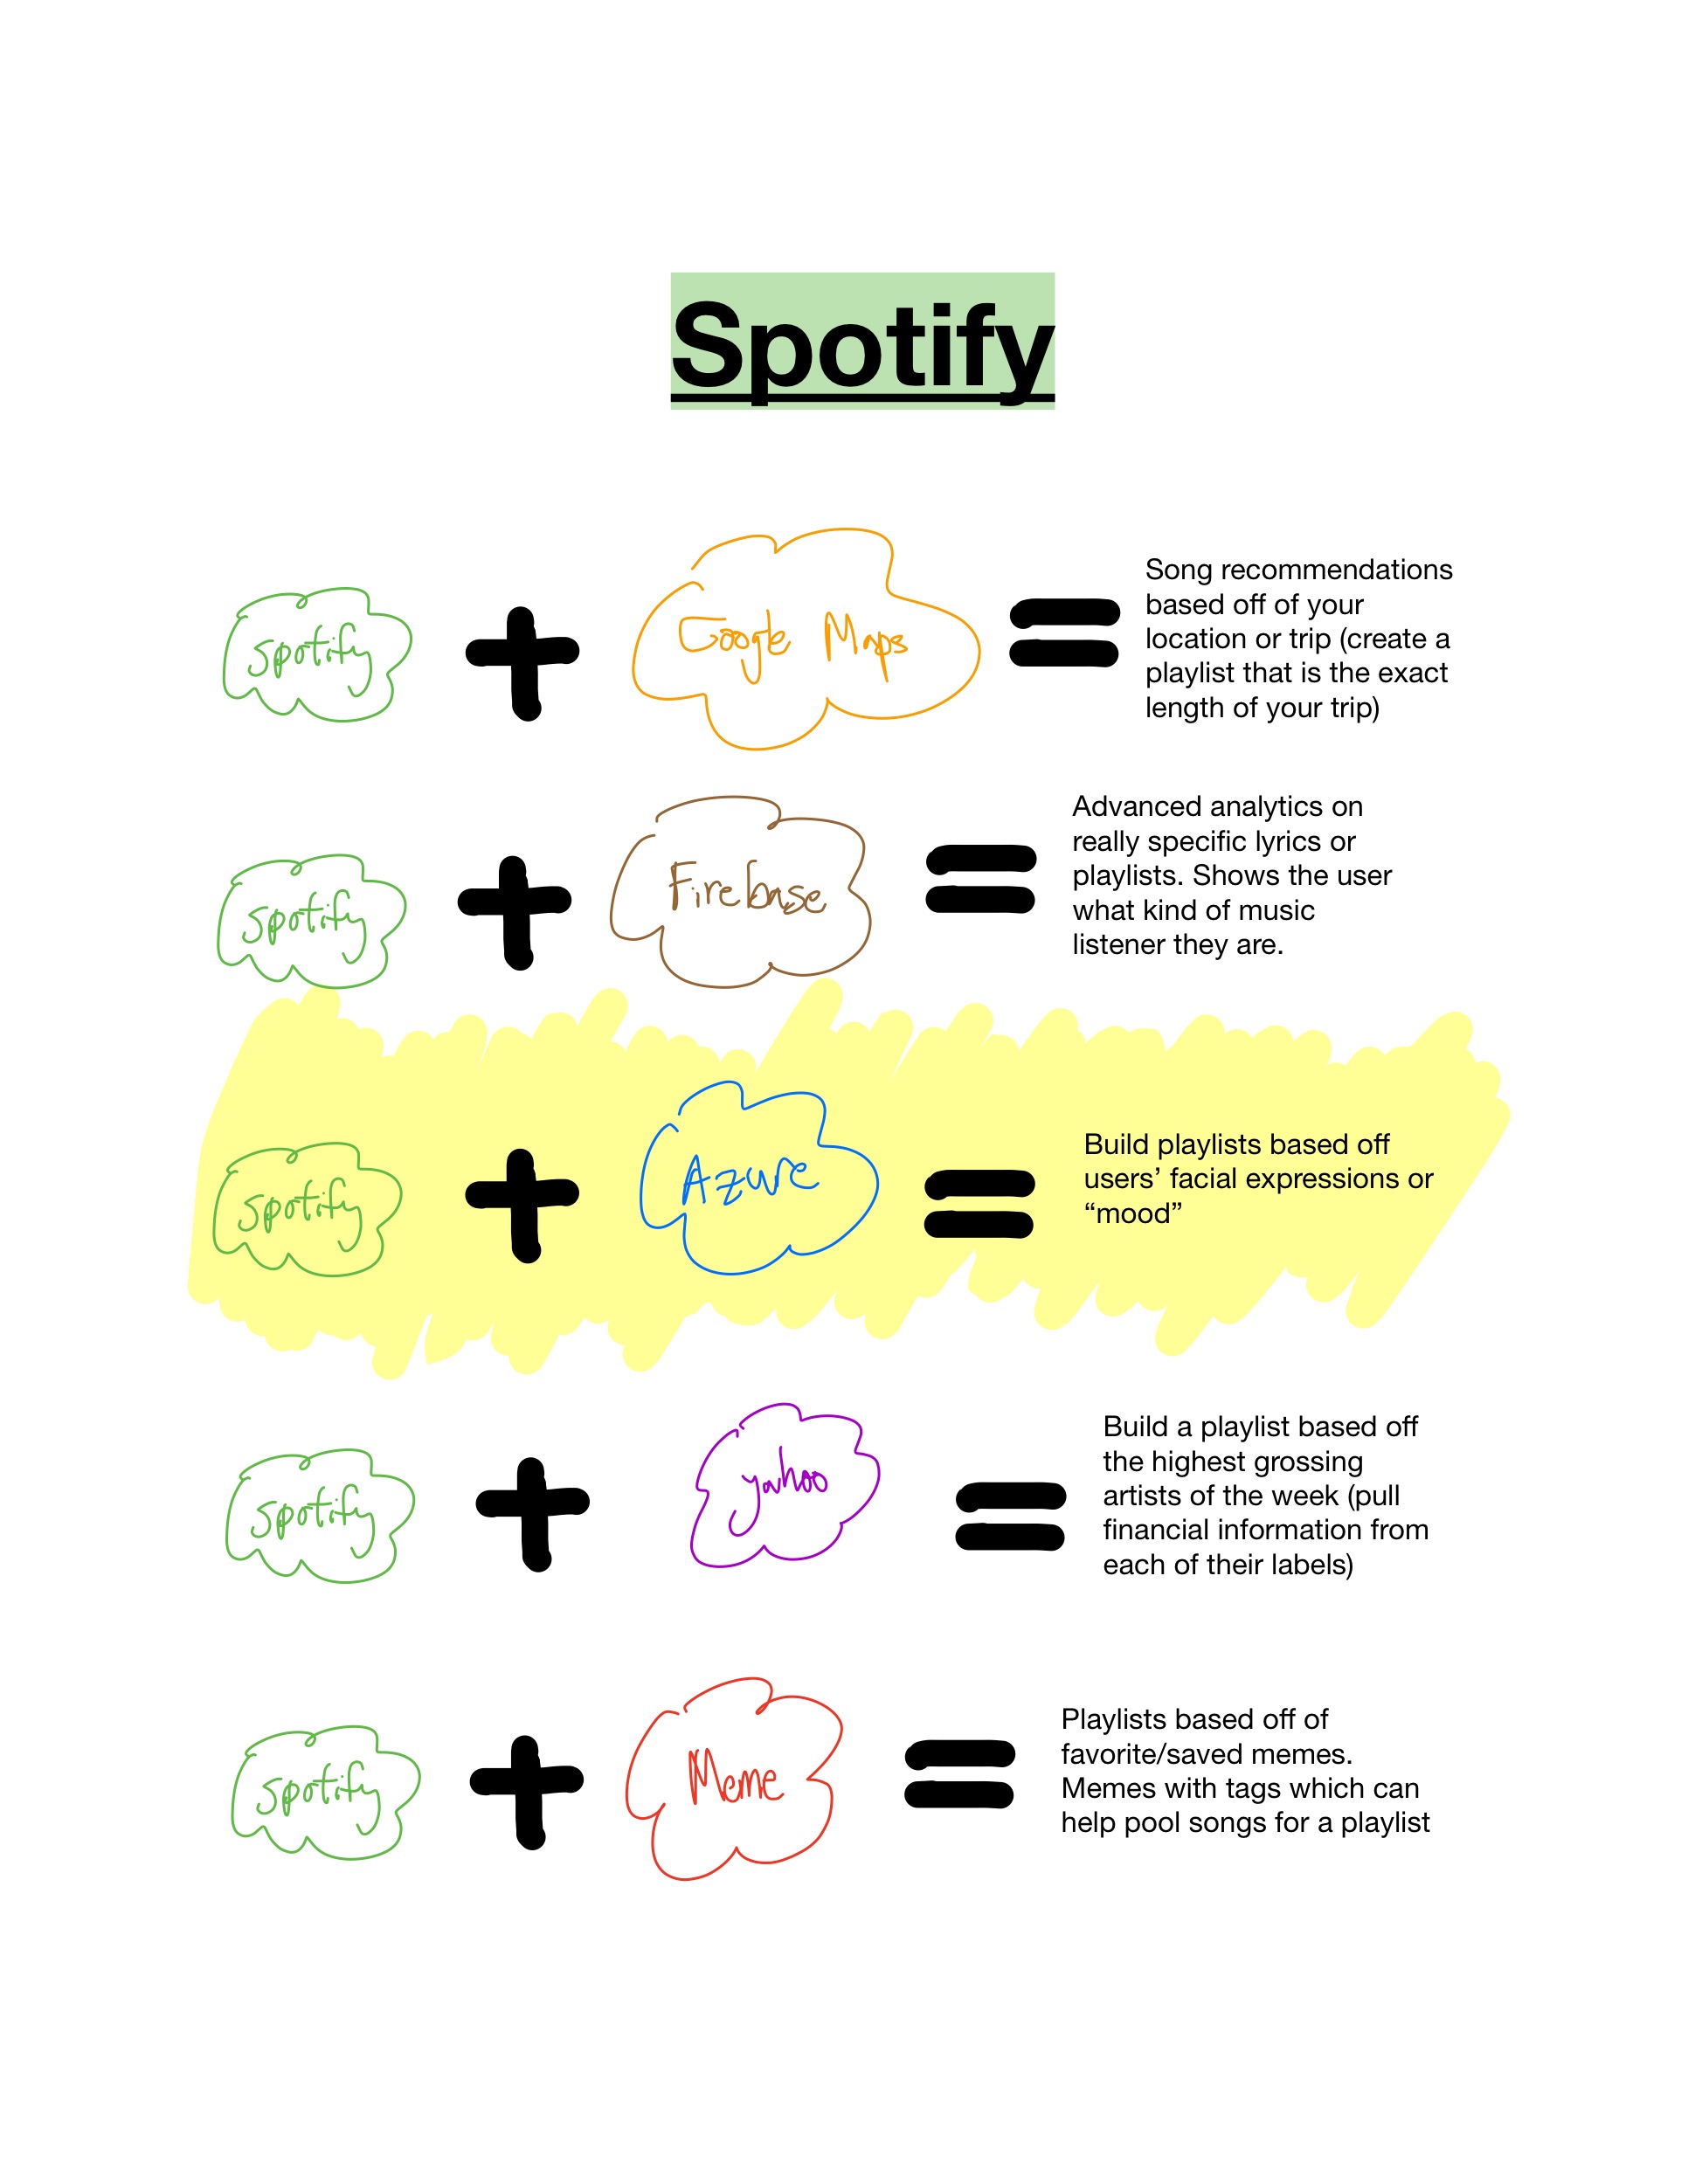 Spotify
spotify + Google Maps =
Song recommendations
based off of your
location or trip (create a
playlist that is the exact
length of your trip)
spotify + Firebase =
Advanced analytics on
really specific lyrics or
playlists. Shows the user
what kind of music
listener they are.
spotify + Azure =
Build playlists based off
users’ facial expressions or
“mood”
spotify + yahoo =
Build a playlist based off
the highest grossing
artists of the week (pull
financial information from
each of their labels)
spotify + Meme =
Playlists based off of
favorite/saved memes.
Memes with tags which can
help pool songs for a playlist